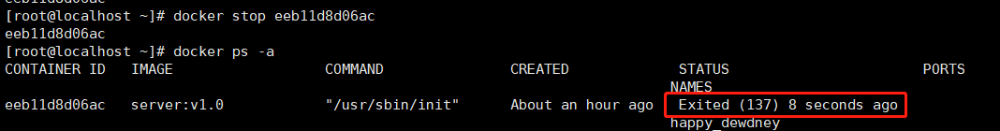 eeb11d8d06ac
[root@localhost ~]# docker stop eeb11d8d06ac
eeb11d8d06ac
[root@localhost ~]# docker ps -a
CONTAINER ID   IMAGE   COMMAND   CREATED   STATUS   PORTS
NAMES
eeb11d8d06ac   server:v1.0   "/usr/sbin/init"   About an hour ago   Exited (137) 8 seconds ago
happy_dewdney